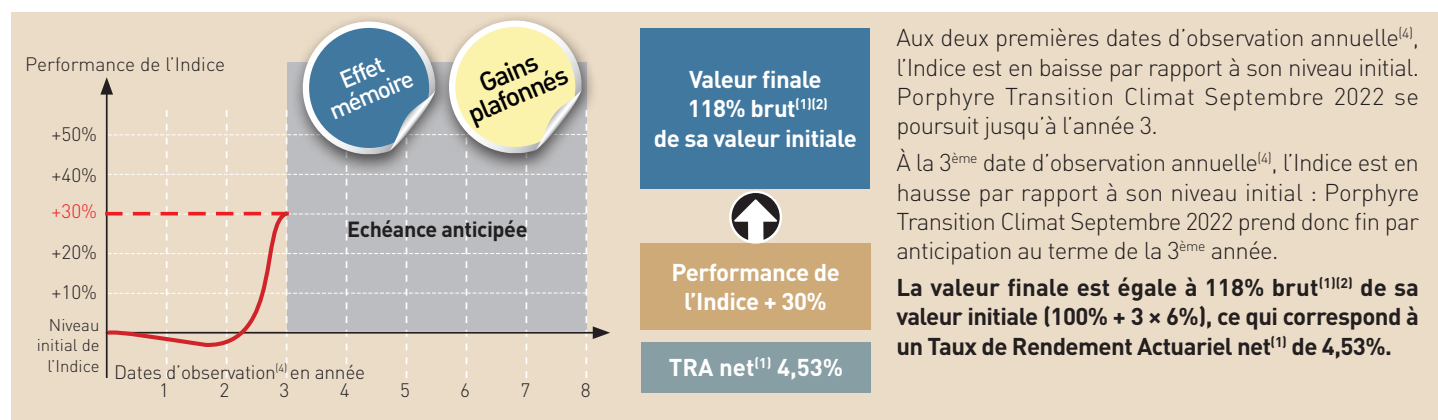 Performance de l'Indice
+50%
+40%
+30%
+20%
+10%
Niveau
initial de
l'Indice
Dates d'observation(4) en année
1 2 3 4 5 6 7 8
Effet
mémoire
Gains
plafonnés
Echéance anticipée
Valeur finale
118% brut(1)(2)
de sa valeur initiale
Performance de
l'Indice + 30%
TRA net(1) 4,53%
Aux deux premières dates d'observation annuelle(4),
l'Indice est en baisse par rapport à son niveau initial.
Porphyre Transition Climat Septembre 2022 se
poursuit jusqu'à l'année 3.
À la 3ème date d'observation annuelle(4), l'Indice est en
hausse par rapport à son niveau initial : Porphyre
Transition Climat Septembre 2022 prend donc fin par
anticipation au terme de la 3ème année.
La valeur finale est égale à 118% brut(1)(2) de sa
valeur initiale (100% + 3 × 6%), ce qui correspond à
un Taux de Rendement Actuariel net(1) de 4,53%.